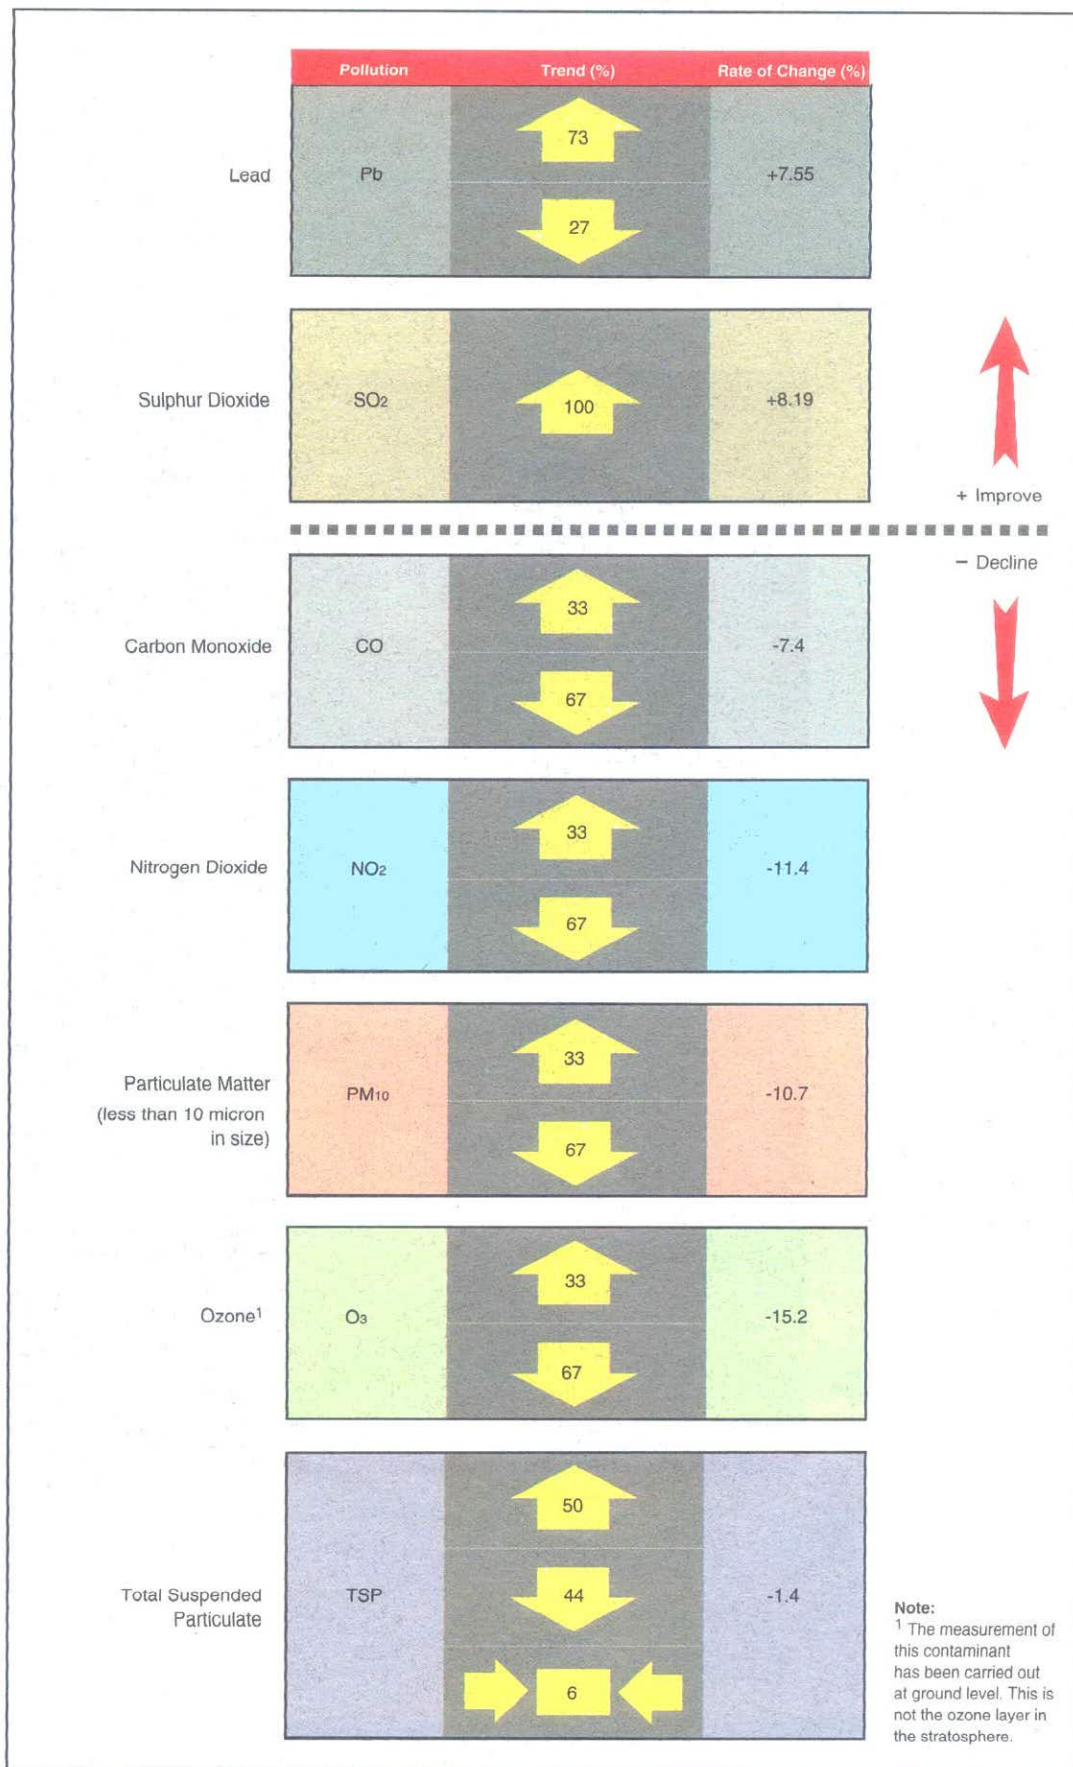 Pollution Trend (%) Rate of Change (%)
73
Lead Pb +7.55
27
Sulphur Dioxide SO2 100 +8.19
+ Improve
– Decline
33
Carbon Monoxide CO -7.4
67
33
Nitrogen Dioxide NO2 -11.4
67
33
Particulate Matter PM10 -10.7
(less than 10 micron
in size)
67
33
Ozone1 O3 -15.2
67
50
Total Suspended TSP 44 -1.4
Particulate
6
Note:
1 The measurement of
this contaminant
has been carried out
at ground level. This is
not the ozone layer in
the stratosphere.